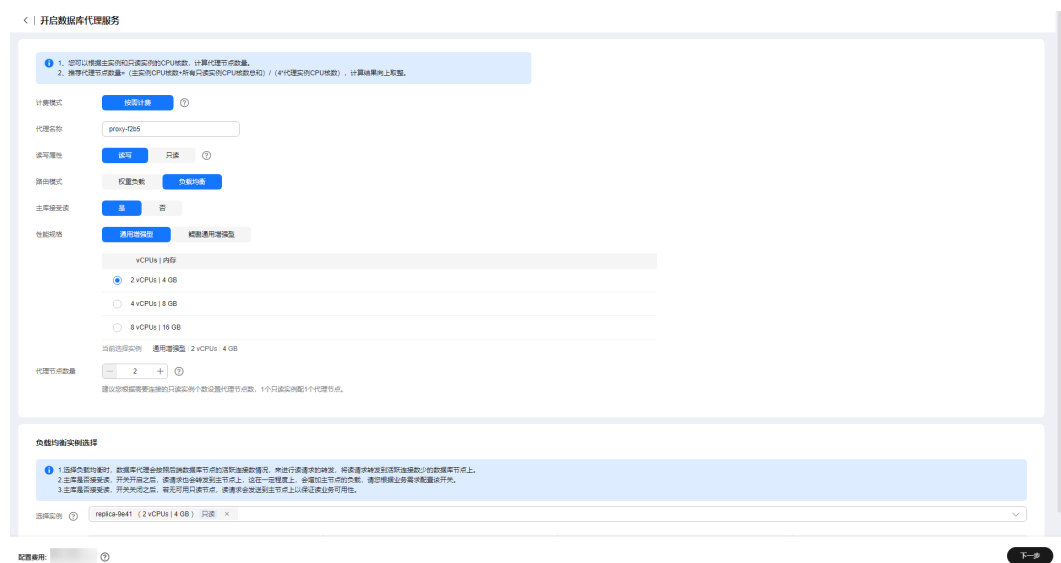 < | 开启数据库代理服务
1、您可以根据主实例和只读实例的CPU核数，计算代理节点数量。
2、推荐代理节点数量=（主实例CPU核数+所有只读实例CPU核数总和）/（4*代理实例CPU核数），计算结果向上取整。
计费模式 按需计费
代理名称 proxy-f2b5
读写属性 读写 只读
路由模式 权重负载 负载均衡
主库接受读 是 否
性能规格 通用增强型 鲲鹏通用增强型
vCPUs | 内存
2 vCPUs | 4 GB
4 vCPUs | 8 GB
8 vCPUs | 16 GB
当前选择实例 通用增强型 | 2 vCPUs | 4 GB
代理节点数量 — 2 +
建议您根据需要连接的只读实例个数设置代理节点数，1个只读实例配1个代理节点。
负载均衡实例选择
1.选择负载均衡时，数据库代理会按照后端数据库节点的活跃连接数情况，来进行读请求的转发，将读请求转发到活跃连接数少的数据库节点上。
2.主库是否接受读，开关开启之后，读请求也会转发到主节点上，这在一定程度上，会增加主节点的负载，请您根据业务需求配置该开关。
3.主库是否接受读，开关关闭之后，若无可用只读节点，读请求会发送到主节点上以保证读业务可用性。
选择实例 replica-9e41 （2 vCPUs | 4 GB） 只读 ×
配置费用:
下一步